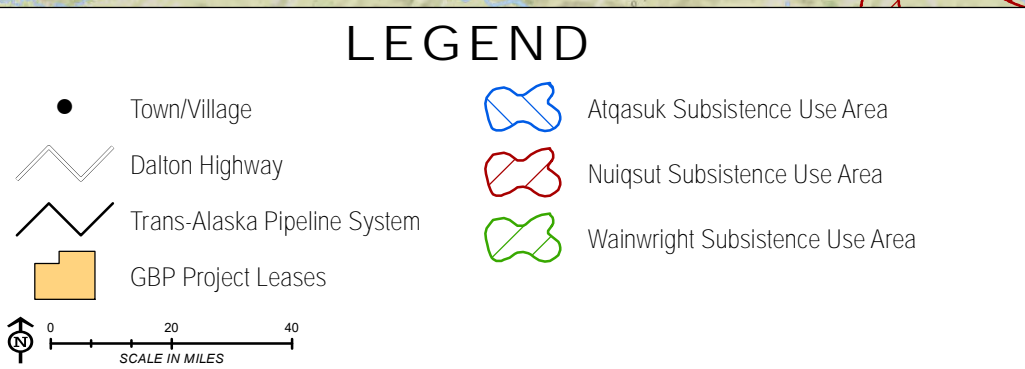 LEGEND
Town/Village
Dalton Highway
Trans-Alaska Pipeline System
GBP Project Leases
Atqasuk Subsistence Use Area
Nuiqsut Subsistence Use Area
Wainwright Subsistence Use Area
N
0 20 40
SCALE IN MILES